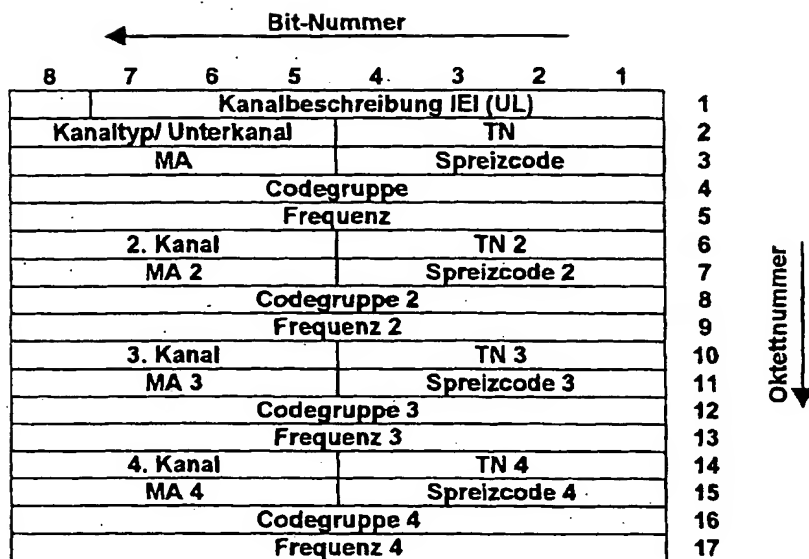 Bit-Nummer
8 7 6 5 4 3 2 1
Kanalbeschreibung IEI (UL) 1
Kanaltyp/ Unterkanal TN 2
MA Spreizcode 3
Codegruppe 4
Frequenz 5
2. Kanal TN 2 6
MA 2 Spreizcode 2 7
Codegruppe 2 8
Frequenz 2 9
3. Kanal TN 3 10
MA 3 Spreizcode 3 11
Codegruppe 3 12
Frequenz 3 13
4. Kanal TN 4 14
MA 4 Spreizcode 4 15
Codegruppe 4 16
Frequenz 4 17
Oktettnummer